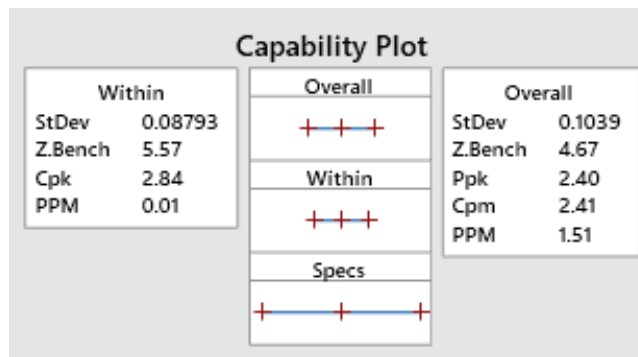 Capability Plot
Within
StDev 0.08793
Z.Bench 5.57
Cpk 2.84
PPM 0.01
Overall
Within
Specs
Overall
StDev 0.1039
Z.Bench 4.67
Ppk 2.40
Cpm 2.41
PPM 1.51